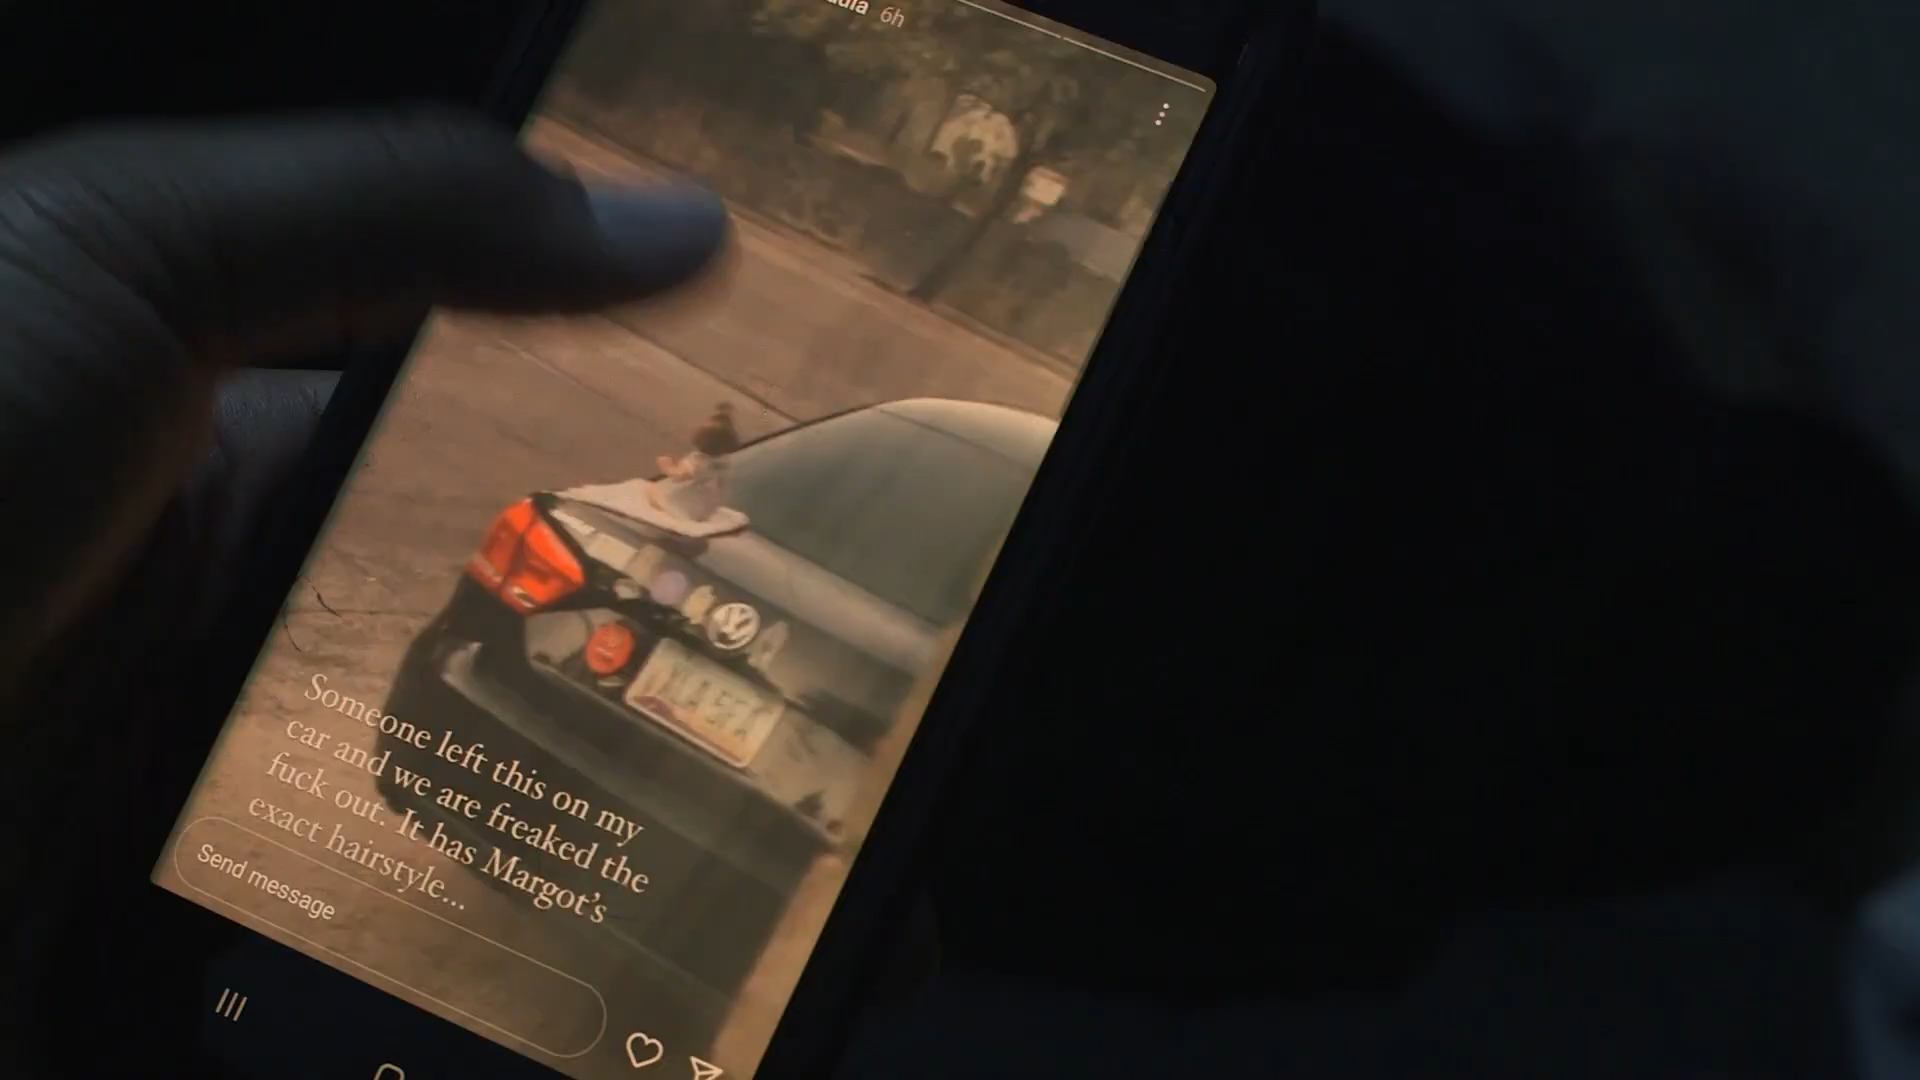 6h
Someone left this on my
car and we are freaked the
fuck out. It has Margot's
exact hairstyle...
Send message